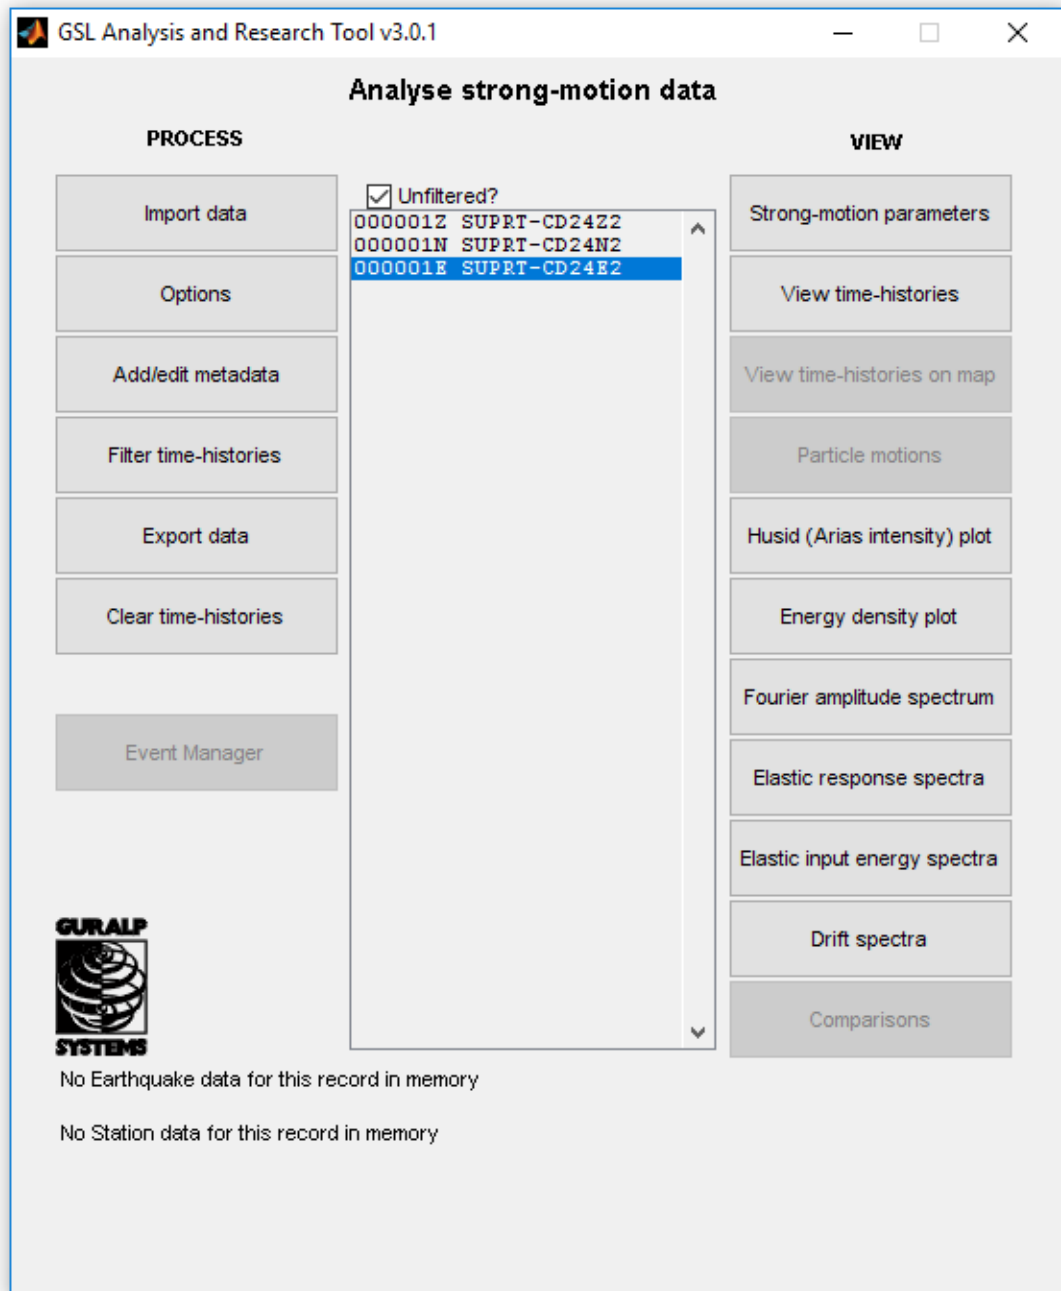 GSL Analysis and Research Tool v3.0.1
Analyse strong-motion data
PROCESS
Import data
Options
Add/edit metadata
Filter time-histories
Export data
Clear time-histories
Event Manager
Unfiltered?
000001Z SUPRT-CD24Z2
000001N SUPRT-CD24N2
000001E SUPRT-CD24E2
VIEW
Strong-motion parameters
View time-histories
View time-histories on map
Particle motions
Husid (Arias intensity) plot
Energy density plot
Fourier amplitude spectrum
Elastic response spectra
Elastic input energy spectra
Drift spectra
Comparisons
GURALP
SYSTEMS
No Earthquake data for this record in memory
No Station data for this record in memory